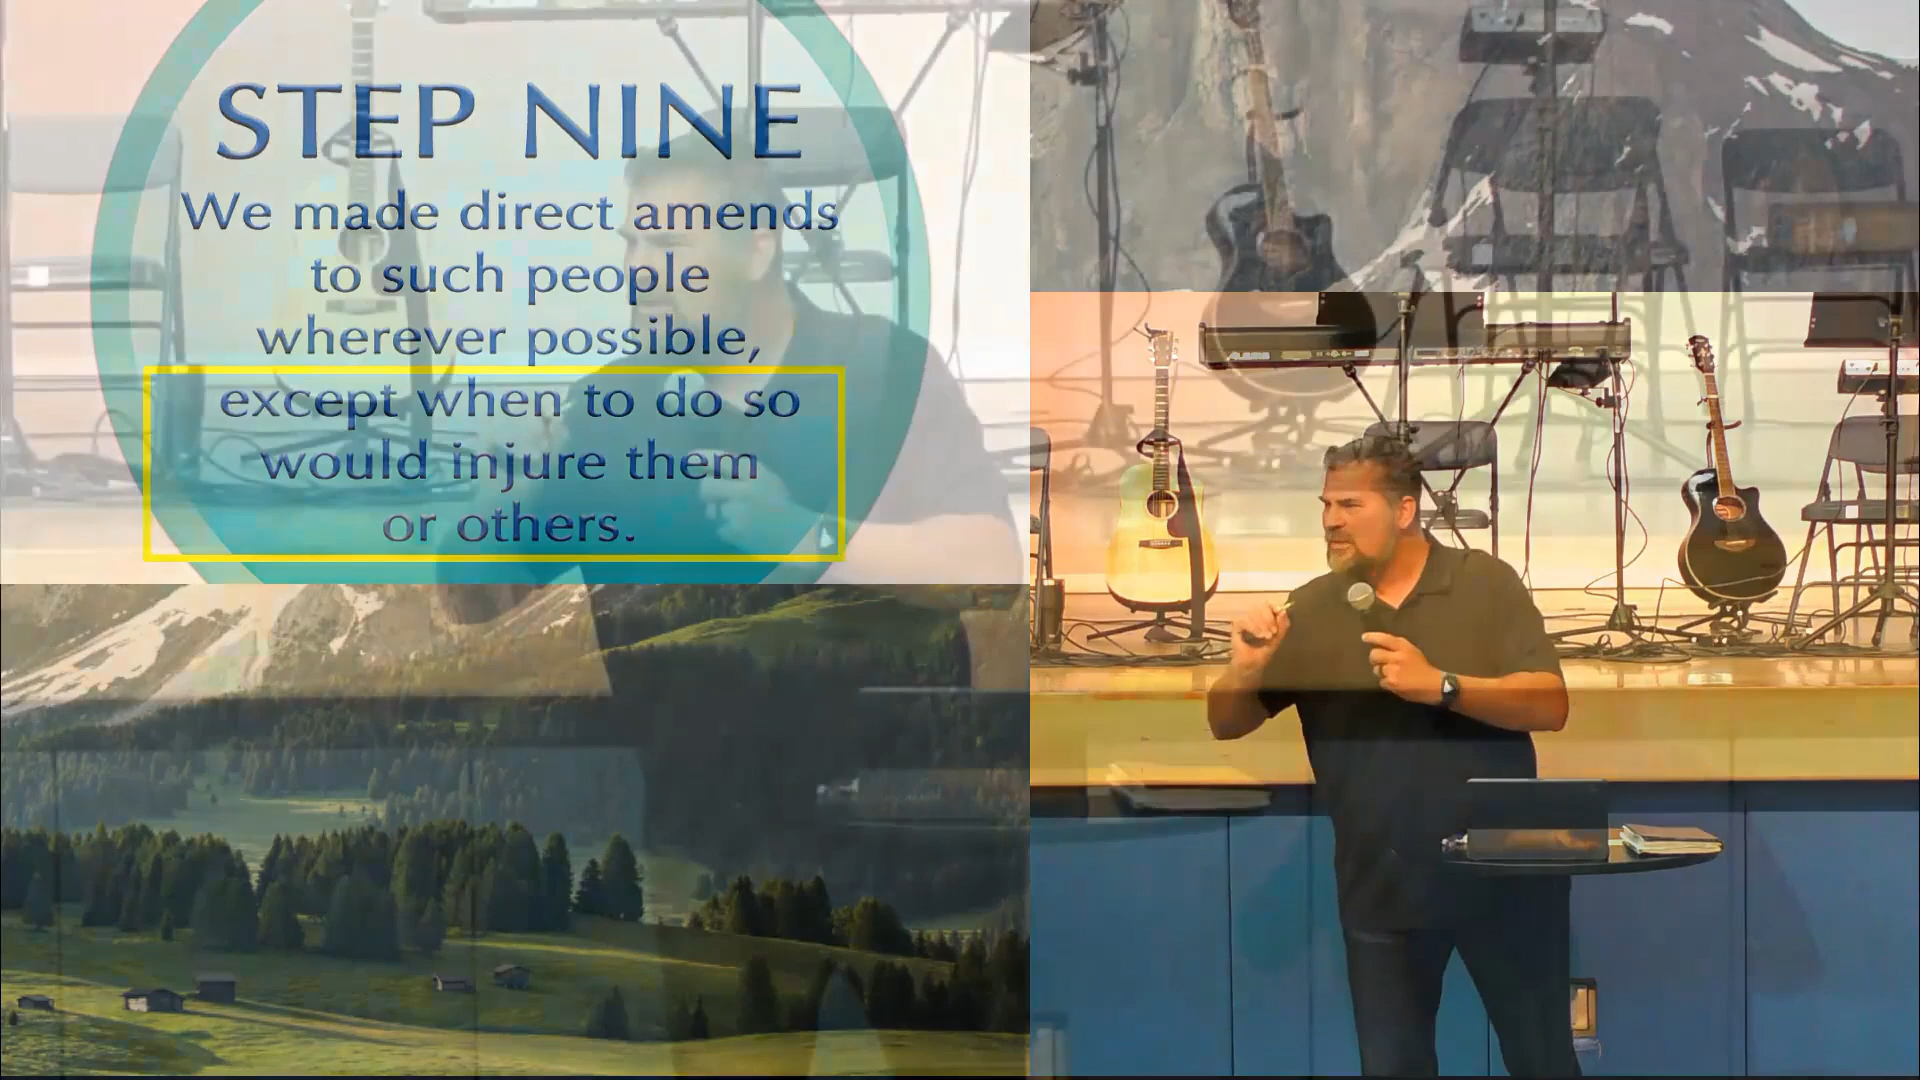 STEP NINE
We made direct amends
to such people
wherever possible,
except when to do so
would injure them
or others.